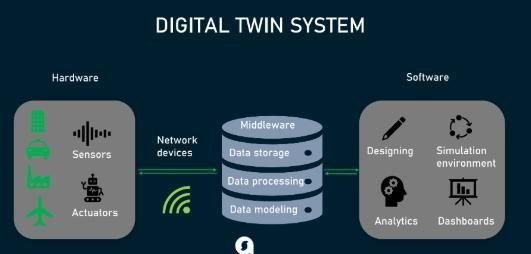 DIGITAL TWIN SYSTEM
Hardware
Software
Sensors
Actuators
Network
devices
Middleware
Data storage
Data processing
Data modeling
Designing
Simulation
environment
Analytics
Dashboards